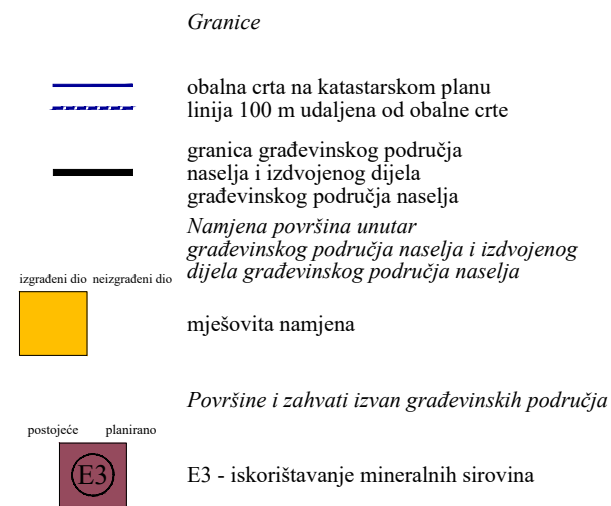 Granice
obalna crta na katastarskom planu
linija 100 m udaljena od obalne crte
granica građevinskog područja
naselja i izdvojenog dijela
građevinskog područja naselja
Namjena površina unutar
građevinskog područja naselja i izdvojenog
dijela građevinskog područja naselja
izgrađeni dio neizgrađeni dio
mješovita namjena
Površine i zahvati izvan građevinskih područja
postojeće planirano
E3
E3 - iskorištavanje mineralnih sirovina